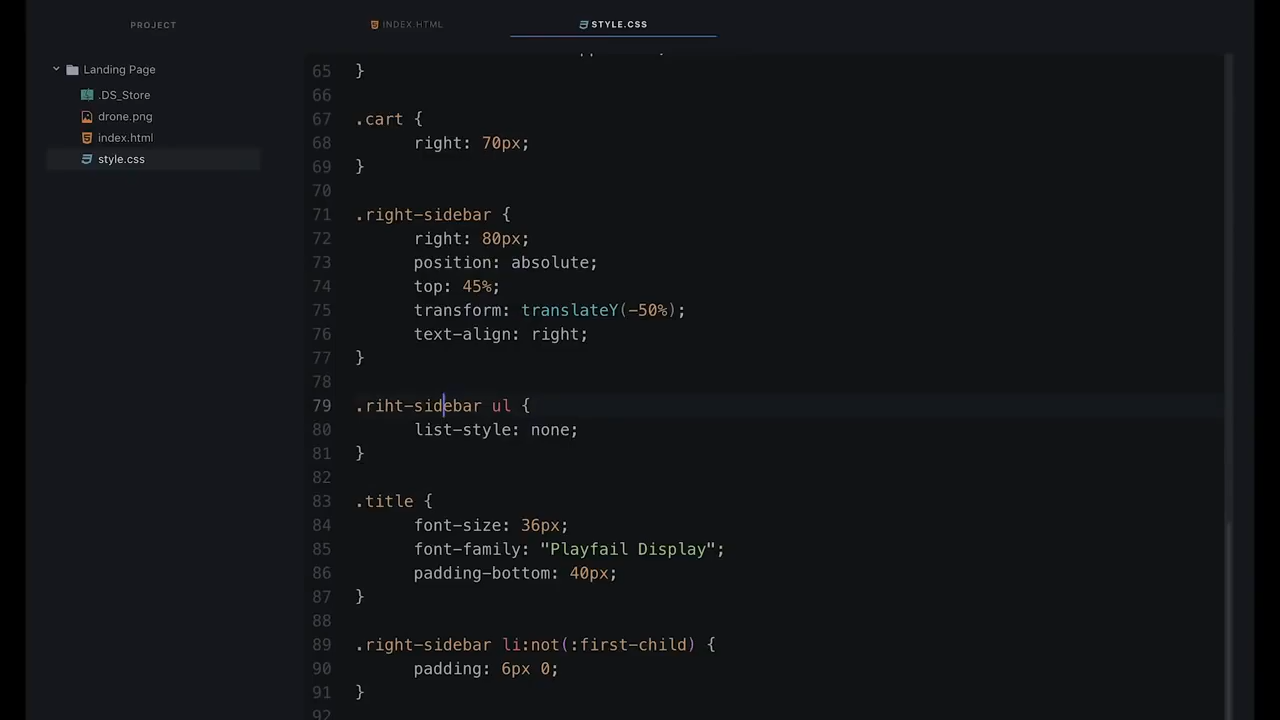 PROJECT
INDEX.HTML
STYLE.CSS
Landing Page
.DS_Store
drone.png
index.html
style.css
65 }
66
67 .cart {
68 right: 70px;
69 }
70
71 .right-sidebar {
72 right: 80px;
73 position: absolute;
74 top: 45%;
75 transform: translateY(-50%);
76 text-align: right;
77 }
78
79 .riht-sidebar ul {
80 list-style: none;
81 }
82
83 .title {
84 font-size: 36px;
85 font-family: "Playfail Display";
86 padding-bottom: 40px;
87 }
88
89 .right-sidebar li:not(:first-child) {
90 padding: 6px 0;
91 }
92